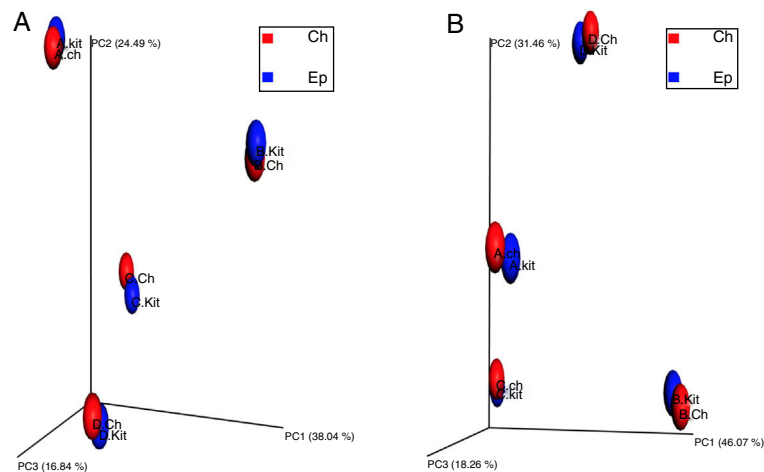 A
PC2 (24.49 %)
A.kit
A.ch
Ch
Ep
B.Kit
B.Ch
C.Ch
C.Kit
D.Ch
D.Kit
PC1 (38.04 %)
PC3 (16.84 %)
B
PC2 (31.46 %)
D.Ch
D.Kit
Ch
Ep
A.ch
A.kit
C.ch
C.kit
B.Kit
B.Ch
PC1 (46.07 %)
PC3 (18.26 %)